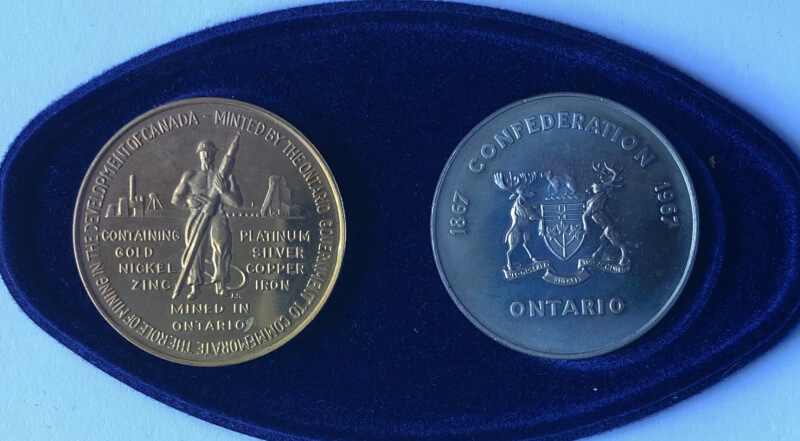 MINTED BY THE ONTARIO GOVERNMENT TO COMMEMORATE THE ROLE OF MINING IN THE DEVELOPMENT OF CANADA -
CONTAINING PLATINUM
GOLD SILVER
NICKEL COPPER
ZINC IRON
MINED IN
ONTARIO
1867 CONFEDERATION 1967
ONTARIO